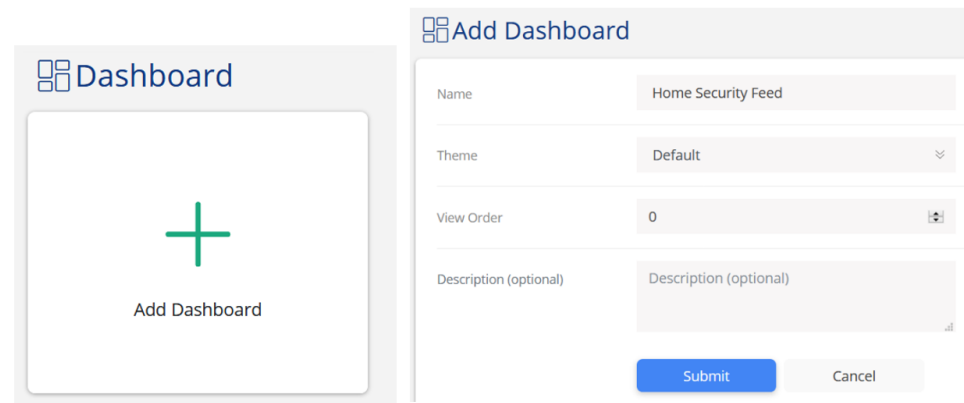 Dashboard
Add Dashboard
Add Dashboard
Name
Home Security Feed
Theme
Default
View Order
0
Description (optional)
Description (optional)
Submit
Cancel